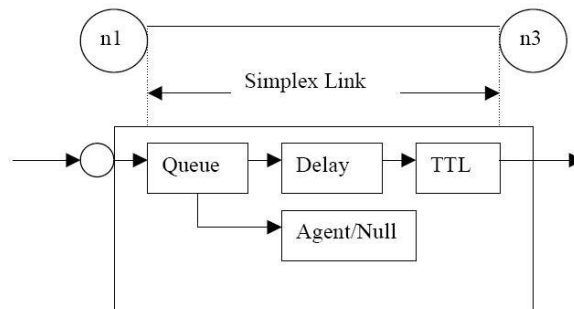 n1
n3
Simplex Link
Queue
Delay
TTL
Agent/Null